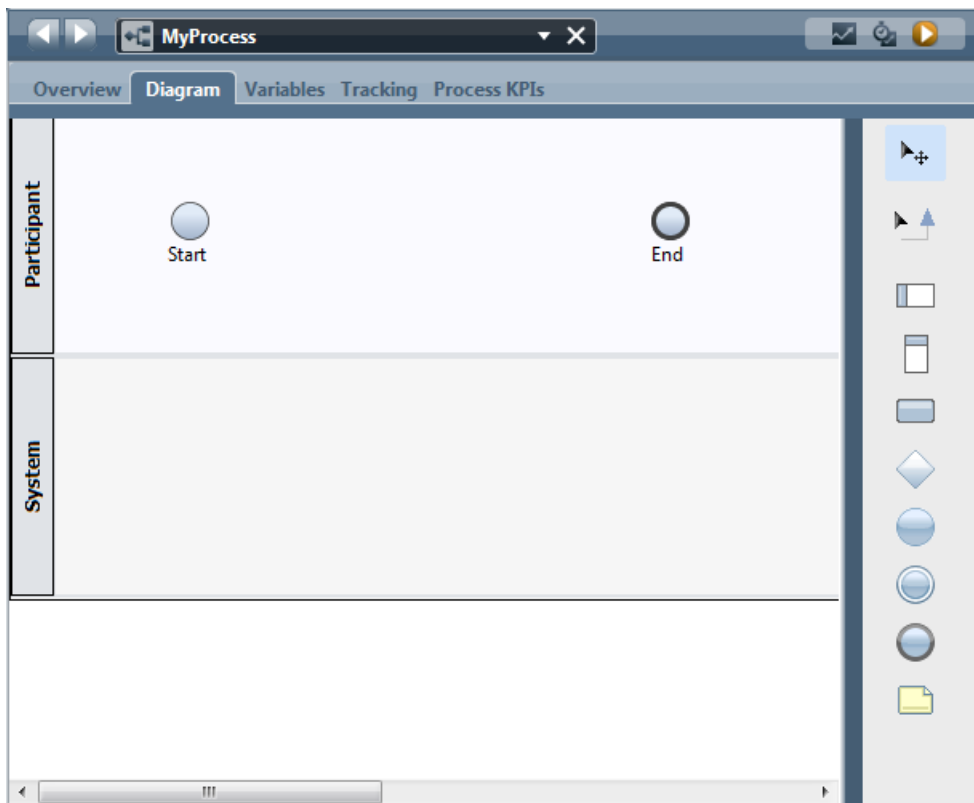 MyProcess
Overview Diagram Variables Tracking Process KPIs
Participant
Start
End
System